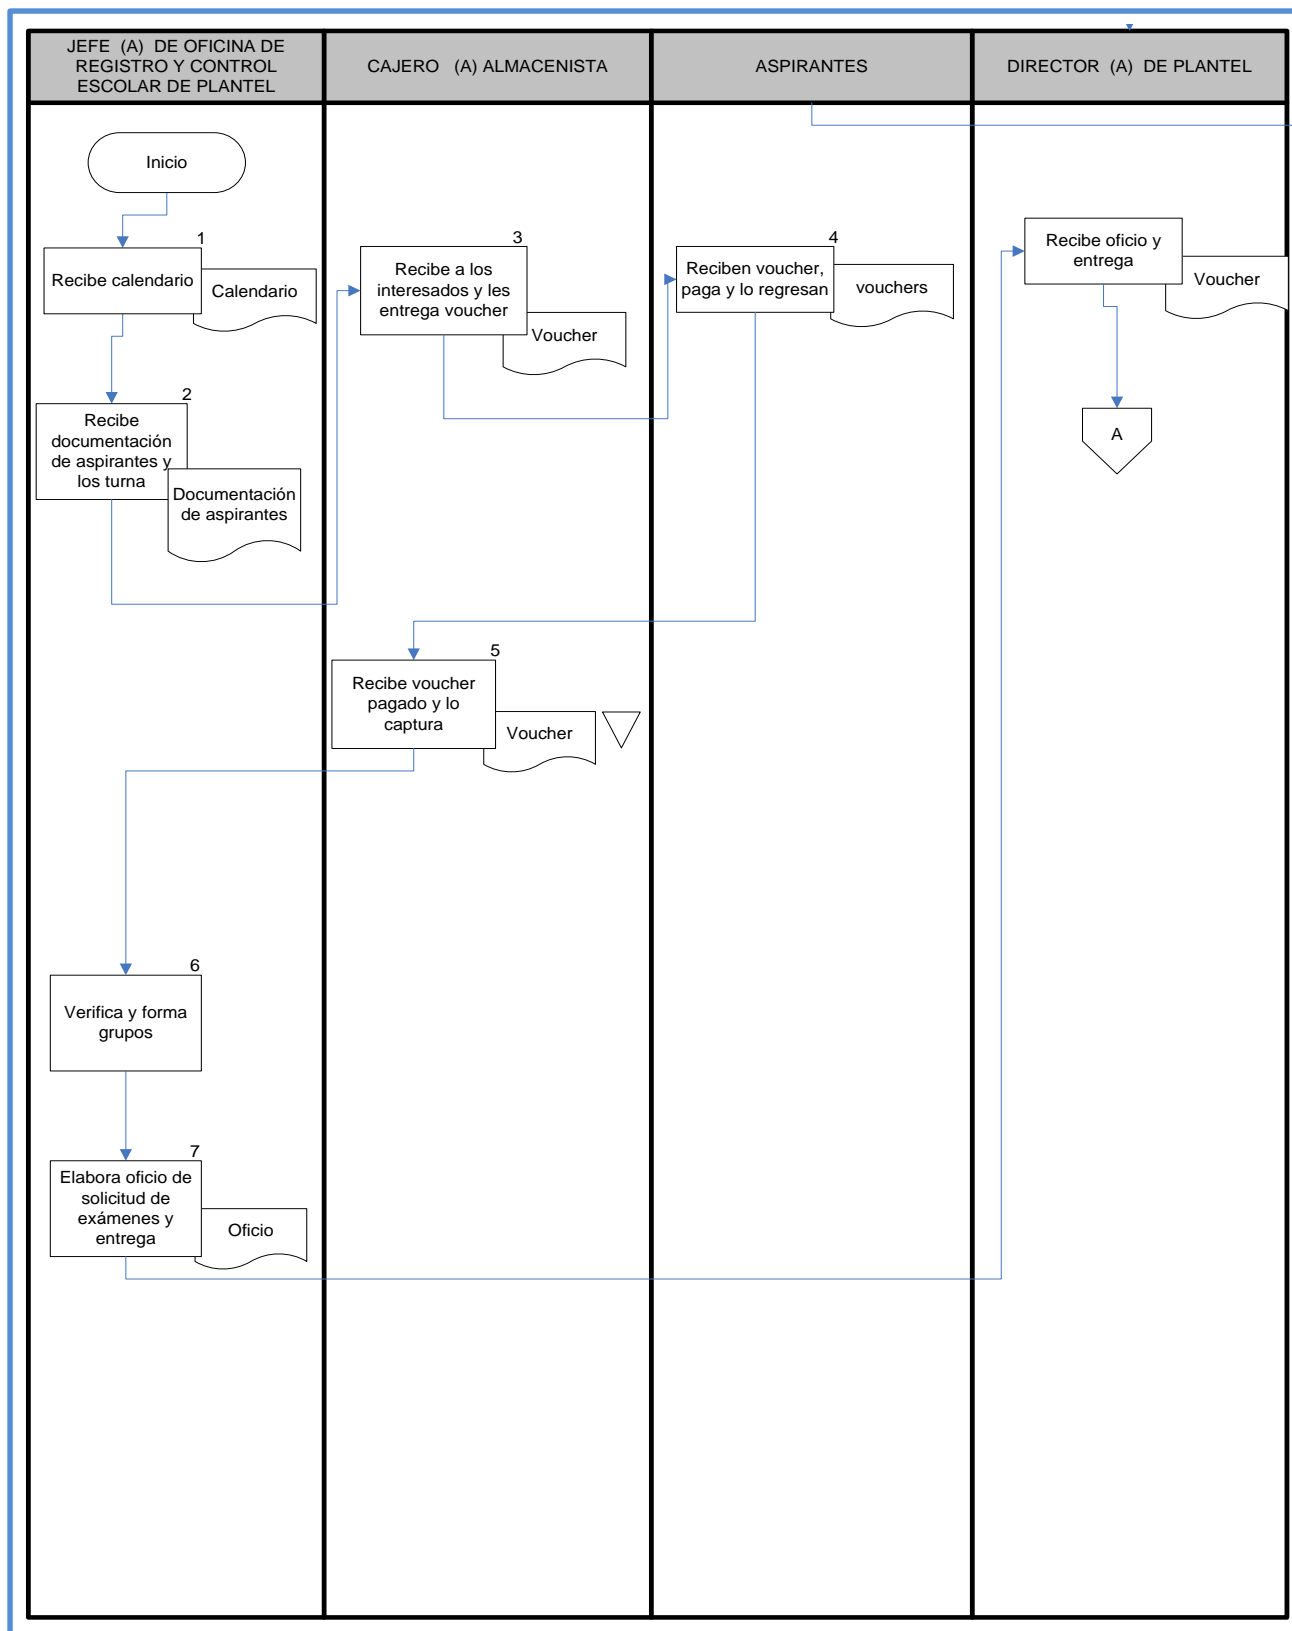 JEFE (A) DE OFICINA DE
REGISTRO Y CONTROL
ESCOLAR DE PLANTEL
CAJERO (A) ALMACENISTA
ASPIRANTES
DIRECTOR (A) DE PLANTEL
Inicio
1
Recibe calendario
Calendario
2
Recibe
documentación
de aspirantes y
los turna
Documentación
de aspirantes
3
Recibe a los
interesados y les
entrega voucher
Voucher
4
Reciben voucher,
paga y lo regresan
vouchers
5
Recibe voucher
pagado y lo
captura
Voucher
6
Verifica y forma
grupos
7
Elabora oficio de
solicitud de
exámenes y
entrega
Oficio
Recibe oficio y
entrega
Voucher
A